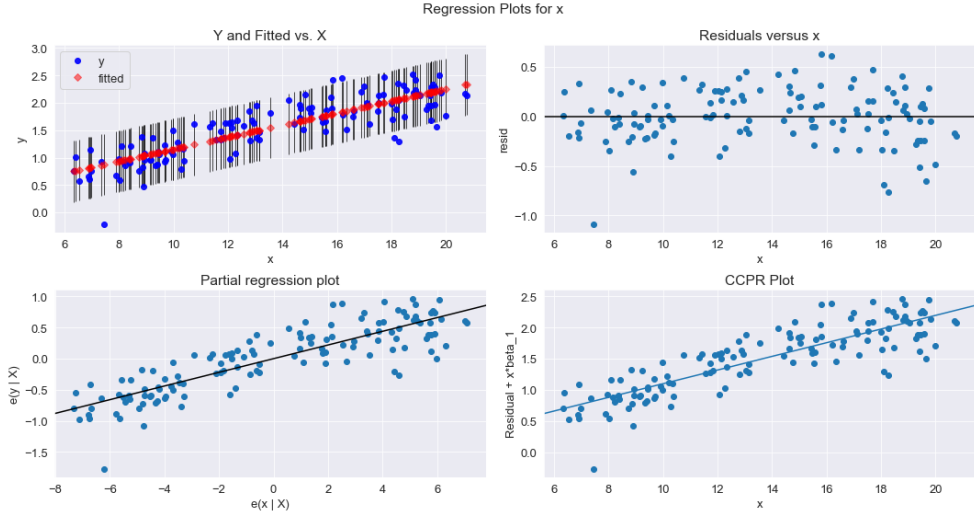 Regression Plots for x
Y and Fitted vs. X
y
fitted
3.0
2.5
2.0
1.5
1.0
0.5
0.0
y
6 8 10 12 14 16 18 20
x
Residuals versus x
0.5
0.0
−0.5
−1.0
resid
6 8 10 12 14 16 18 20
x
Partial regression plot
1.0
0.5
0.0
−0.5
−1.0
−1.5
e(y | X)
−8 −6 −4 −2 0 2 4 6
e(x | X)
CCPR Plot
2.5
2.0
1.5
1.0
0.5
0.0
Residual + x*beta_1
6 8 10 12 14 16 18 20
x